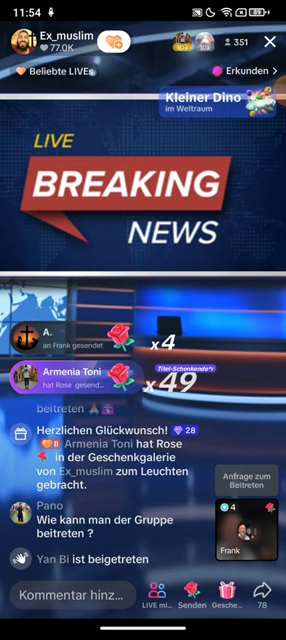 11:54
89
Ex_muslim
77.0K
351
Beliebte LIVEs
Erkunden
Kleiner Dino
im Weltraum
LIVE
BREAKING
NEWS
A.
an Frank gesendet
x4
Titel-Schenkende*r
Armenia Toni
hat Rose gesend...
x49
beitreten
Herzlichen Glückwunsch! 28
II Armenia Toni hat Rose
in der Geschenkgalerie
von Ex_muslim zum Leuchten
gebracht.
Anfrage zum
Beitreten
Pano
Wie kann man der Gruppe
beitreten ?
4
Frank
Yan Bi ist beigetreten
Kommentar hinz...
LIVE mi...
Senden
Gesche...
78